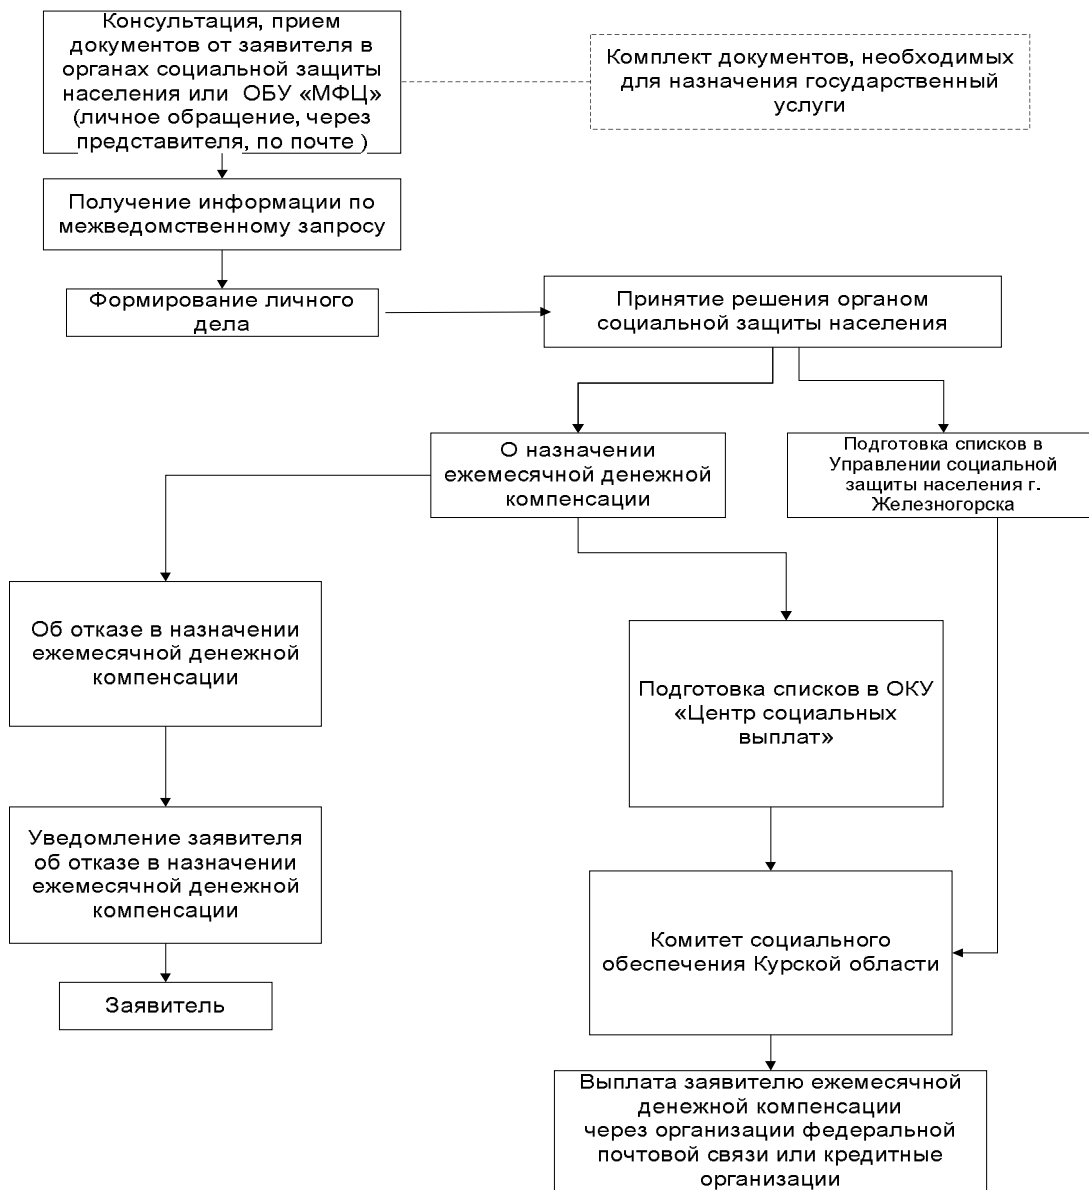 Консультация, прием
документов от заявителя в
органах социальной защиты
населения или ОБУ «МФЦ»
(личное обращение, через
представителя, по почте )
Комплект документов, необходимых
для назначения государственный
услуги
Получение информации по
межведомственному запросу
Формирование личного
дела
Принятие решения органом
социальной защиты населения
О назначении
ежемесячной денежной
компенсации
Подготовка списков в
Управлении социальной
защиты населения г.
Железногорска
Об отказе в назначении
ежемесячной денежной
компенсации
Подготовка списков в ОКУ
«Центр социальных
выплат»
Уведомление заявителя
об отказе в назначении
ежемесячной денежной
компенсации
Комитет социального
обеспечения Курской области
Заявитель
Выплата заявителю ежемесячной
денежной компенсации
через организации федеральной
почтовой связи или кредитные
организации